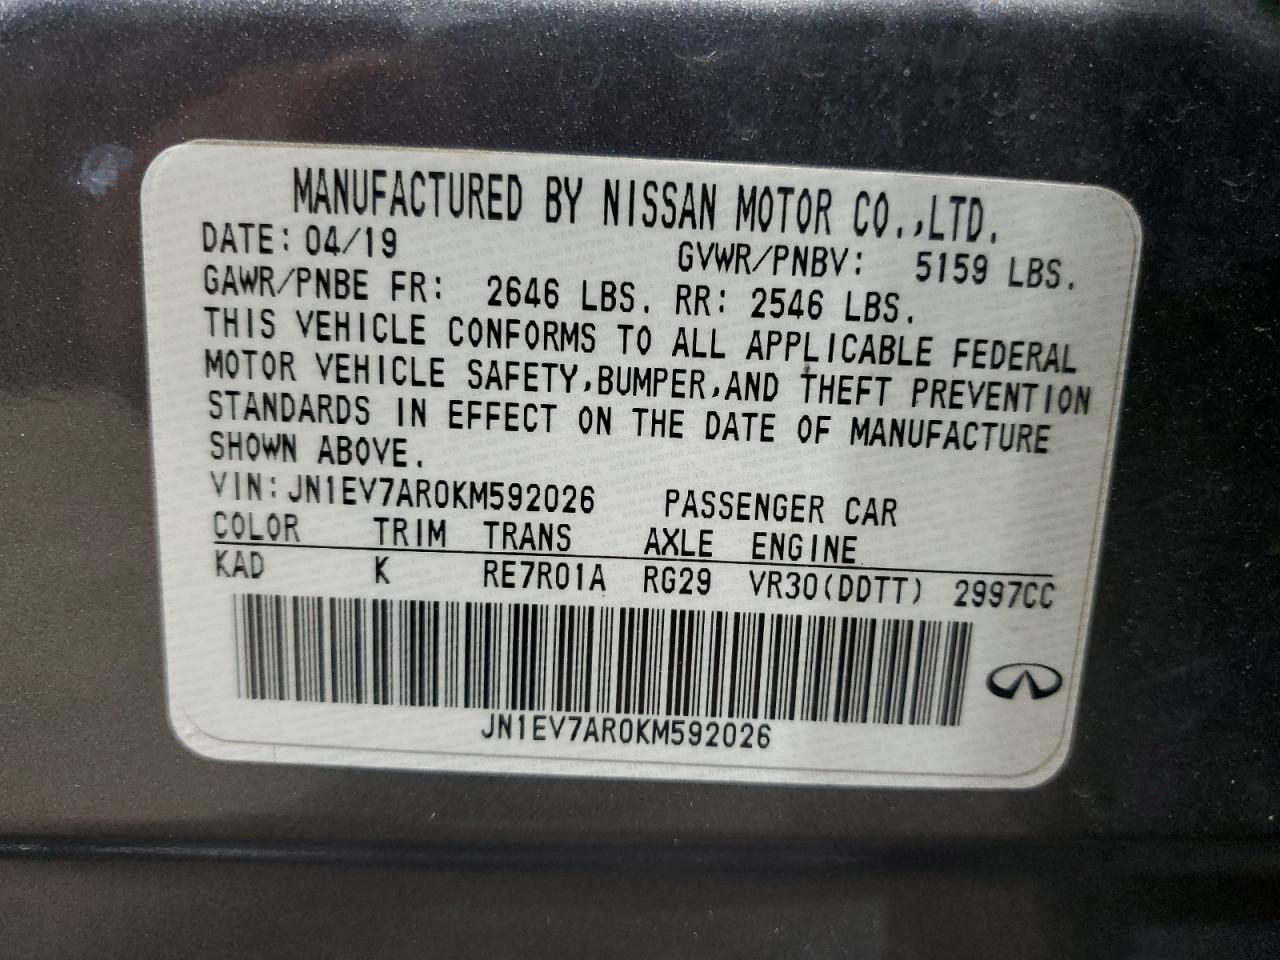 MANUFACTURED BY NISSAN MOTOR CO.,LTD.
DATE: 04/19 GVWR/PNBV: 5159 LBS.
GAWR/PNBE FR: 2646 LBS. RR: 2546 LBS.
THIS VEHICLE CONFORMS TO ALL APPLICABLE FEDERAL
MOTOR VEHICLE SAFETY,BUMPER,AND THEFT PREVENTION
STANDARDS IN EFFECT ON THE DATE OF MANUFACTURE
SHOWN ABOVE.
VIN: JN1EV7AR0KM592026 PASSENGER CAR
COLOR TRIM TRANS AXLE ENGINE
KAD K RE7R01A RG29 VR30(DDTT) 2997CC
JN1EV7AR0KM592026